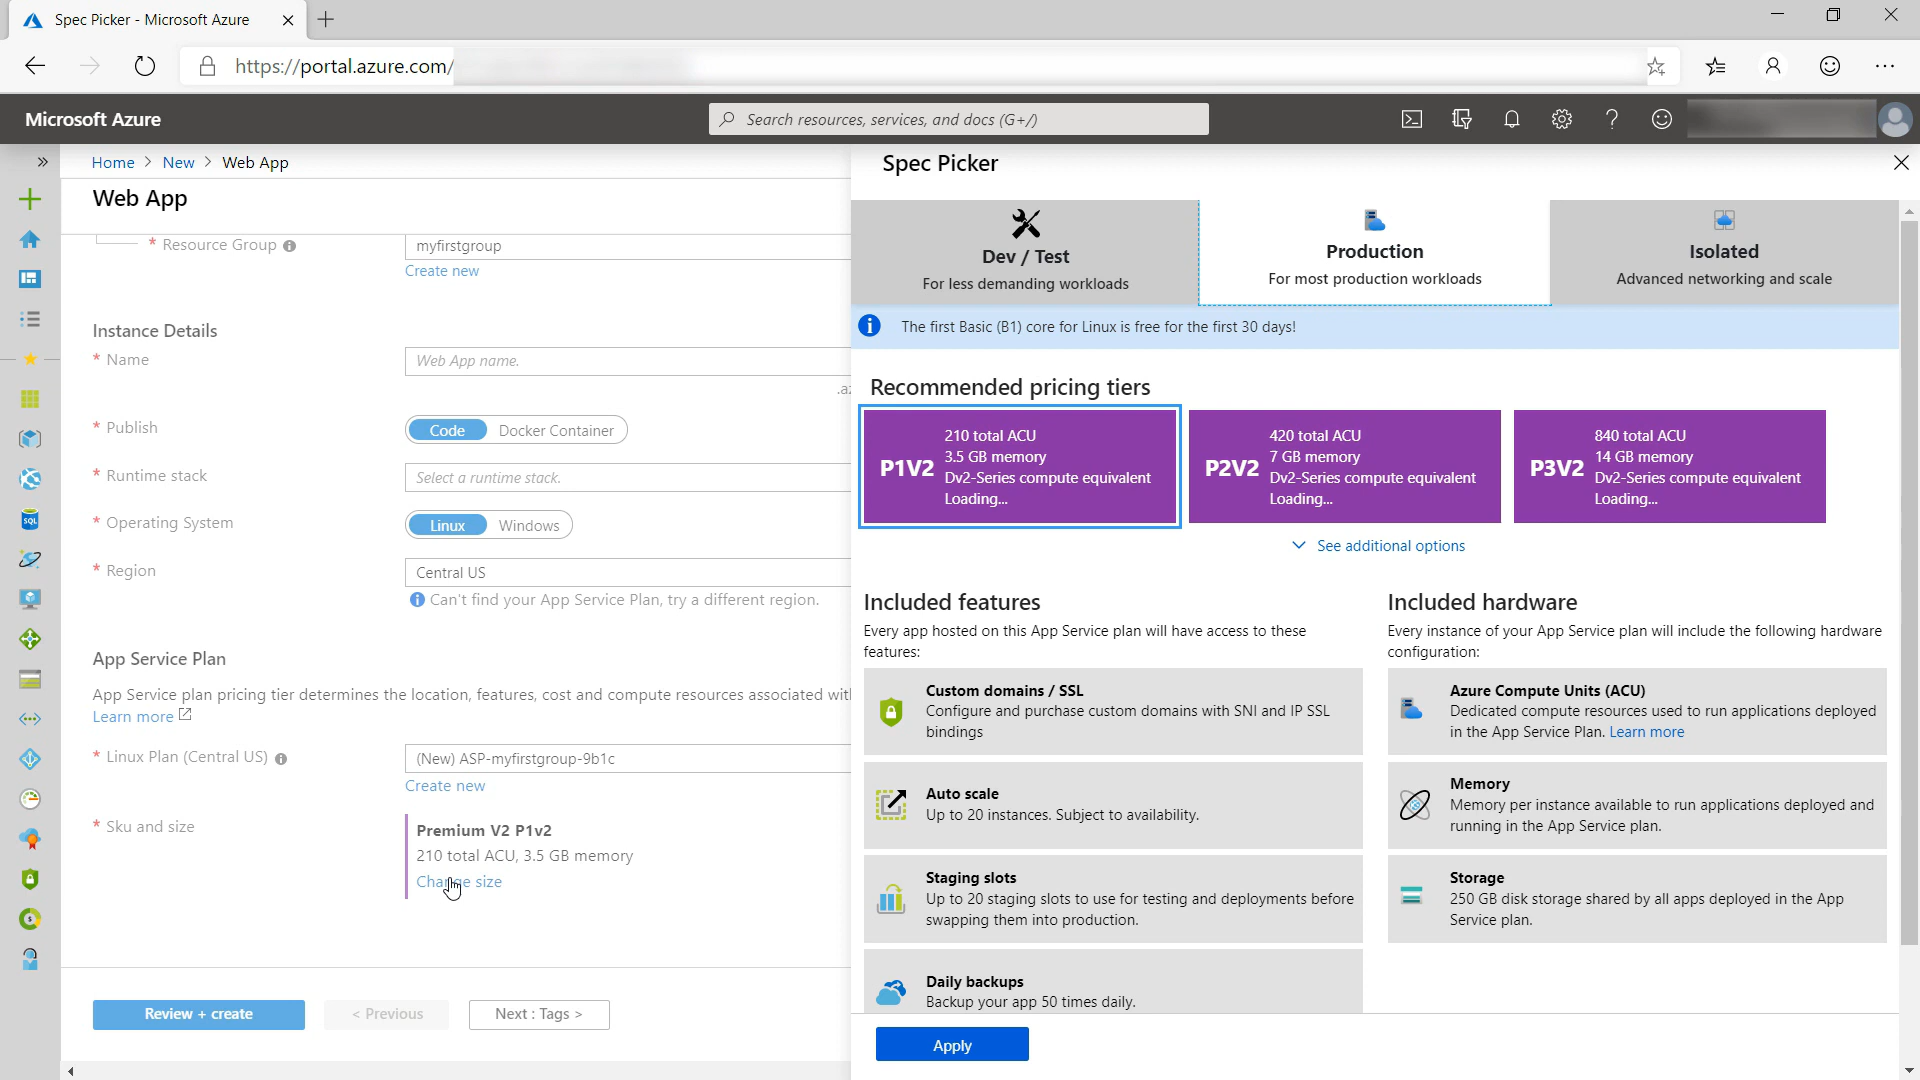 Spec Picker - Microsoft Azure
https://portal.azure.com/
Microsoft Azure
Search resources, services, and docs (G+/)
Home > New > Web App
Web App
* Resource Group
myfirstgroup
Create new
Instance Details
* Name
Web App name.
.az
* Publish
Code
Docker Container
* Runtime stack
Select a runtime stack.
* Operating System
Linux
Windows
* Region
Central US
Can't find your App Service Plan, try a different region.
App Service Plan
App Service plan pricing tier determines the location, features, cost and compute resources associated wit
Learn more
* Linux Plan (Central US)
(New) ASP-myfirstgroup-9b1c
Create new
* Sku and size
Premium V2 P1v2
210 total ACU, 3.5 GB memory
Change size
Review + create
< Previous
Next : Tags >
Spec Picker
Dev / Test
For less demanding workloads
Production
For most production workloads
Isolated
Advanced networking and scale
The first Basic (B1) core for Linux is free for the first 30 days!
Recommended pricing tiers
P1V2
210 total ACU
3.5 GB memory
Dv2-Series compute equivalent
Loading...
P2V2
420 total ACU
7 GB memory
Dv2-Series compute equivalent
Loading...
P3V2
840 total ACU
14 GB memory
Dv2-Series compute equivalent
Loading...
See additional options
Included features
Every app hosted on this App Service plan will have access to these
features:
Custom domains / SSL
Configure and purchase custom domains with SNI and IP SSL
bindings
Auto scale
Up to 20 instances. Subject to availability.
Staging slots
Up to 20 staging slots to use for testing and deployments before
swapping them into production.
Daily backups
Backup your app 50 times daily.
Included hardware
Every instance of your App Service plan will include the following hardware
configuration:
Azure Compute Units (ACU)
Dedicated compute resources used to run applications deployed
in the App Service Plan. Learn more
Memory
Memory per instance available to run applications deployed and
running in the App Service plan.
Storage
250 GB disk storage shared by all apps deployed in the App
Service plan.
Apply